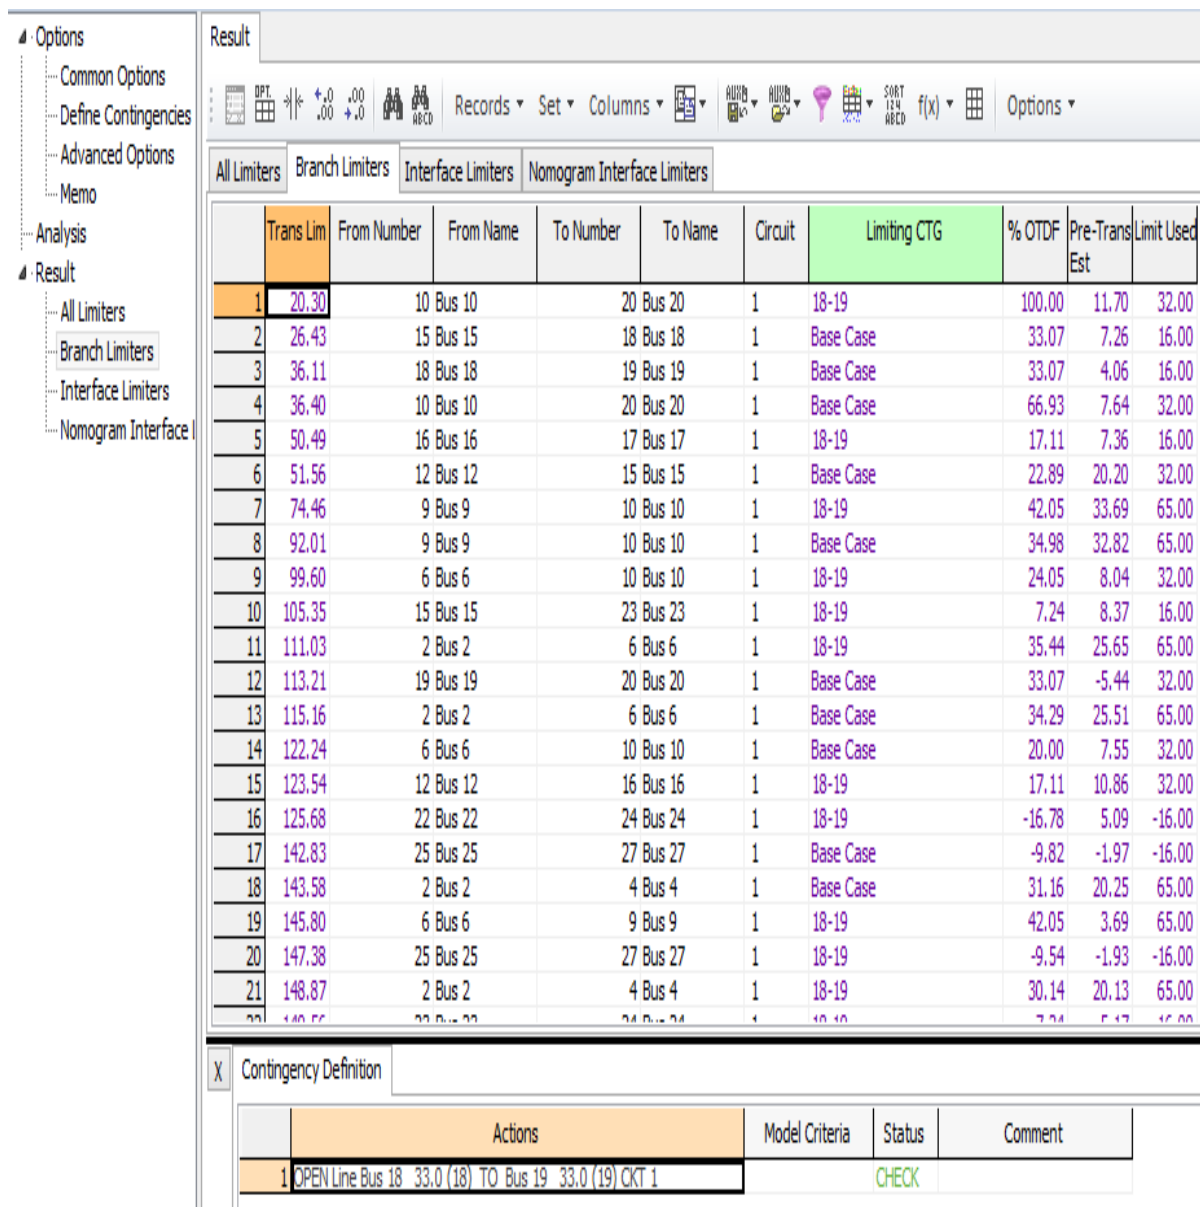 Options
Common Options
Define Contingencies
Advanced Options
Memo
Analysis
Result
All Limiters
Branch Limiters
Interface Limiters
Nomogram Interface
Result
Records Set Columns AUXB AUXB SORT 124 ABED f(x) Options
All Limiters Branch Limiters Interface Limiters Nomogram Interface Limiters
Trans Lim From Number From Name To Number To Name Circuit Limiting CTG % OTDF Pre-Trans Est Limit Used
1 20.30 10 Bus 10 20 Bus 20 1 18-19 100.00 11.70 32.00
2 26.43 15 Bus 15 18 Bus 18 1 Base Case 33.07 7.26 16.00
3 36.11 18 Bus 18 19 Bus 19 1 Base Case 33.07 4.06 16.00
4 36.40 10 Bus 10 20 Bus 20 1 Base Case 66.93 7.64 32.00
5 50.49 16 Bus 16 17 Bus 17 1 18-19 17.11 7.36 16.00
6 51.56 12 Bus 12 15 Bus 15 1 Base Case 22.89 20.20 32.00
7 74.46 9 Bus 9 10 Bus 10 1 18-19 42.05 33.69 65.00
8 92.01 9 Bus 9 10 Bus 10 1 Base Case 34.98 32.82 65.00
9 99.60 6 Bus 6 10 Bus 10 1 18-19 24.05 8.04 32.00
10 105.35 15 Bus 15 23 Bus 23 1 18-19 7.24 8.37 16.00
11 111.03 2 Bus 2 6 Bus 6 1 18-19 35.44 25.65 65.00
12 113.21 19 Bus 19 20 Bus 20 1 Base Case 33.07 -5.44 32.00
13 115.16 2 Bus 2 6 Bus 6 1 Base Case 34.29 25.51 65.00
14 122.24 6 Bus 6 10 Bus 10 1 Base Case 20.00 7.55 32.00
15 123.54 12 Bus 12 16 Bus 16 1 18-19 17.11 10.86 32.00
16 125.68 22 Bus 22 24 Bus 24 1 18-19 -16.78 5.09 -16.00
17 142.83 25 Bus 25 27 Bus 27 1 Base Case -9.82 -1.97 -16.00
18 143.58 2 Bus 2 4 Bus 4 1 Base Case 31.16 20.25 65.00
19 145.80 6 Bus 6 9 Bus 9 1 18-19 42.05 3.69 65.00
20 147.38 25 Bus 25 27 Bus 27 1 18-19 -9.54 -1.93 -16.00
21 148.87 2 Bus 2 4 Bus 4 1 18-19 30.14 20.13 65.00
X Contingency Definition
Actions Model Criteria Status Comment
1 OPEN Line Bus 18 33.0 (18) TO Bus 19 33.0 (19) CKT 1 CHECK